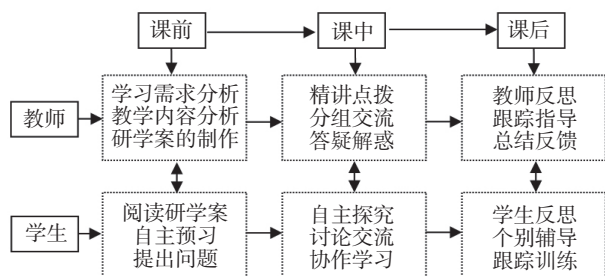 课前
课中
课后
教师
学习需求分析
教学内容分析
研学案的制作
精讲点拨
分组交流
答疑解惑
教师反思
跟踪指导
总结反馈
学生
阅读研学案
自主预习
提出问题
自主探究
讨论交流
协作学习
学生反思
个别辅导
跟踪训练